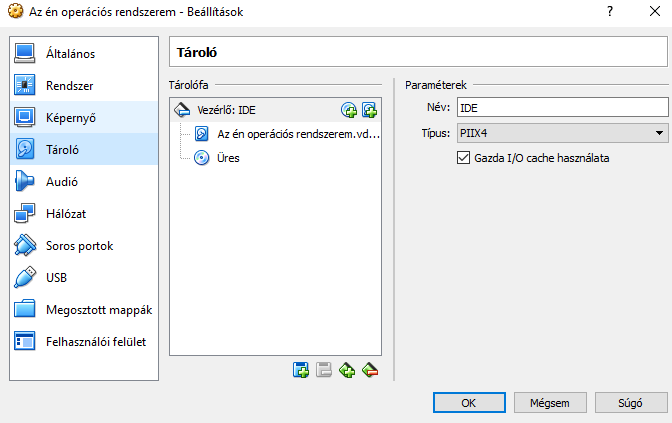 Az én operációs rendszerem - Beállítások
Általános
Rendszer
Képernyő
Tároló
Audió
Hálózat
Soros portok
USB
Megosztott mappák
Felhasználói felület
Tároló
Tárolófa
Vezérlő: IDE
Az én operációs rendszerem.vd...
Üres
Paraméterek
Név: IDE
Típus: PIIX4
Gazda I/O cache használata
OK
Mégsem
Súgó